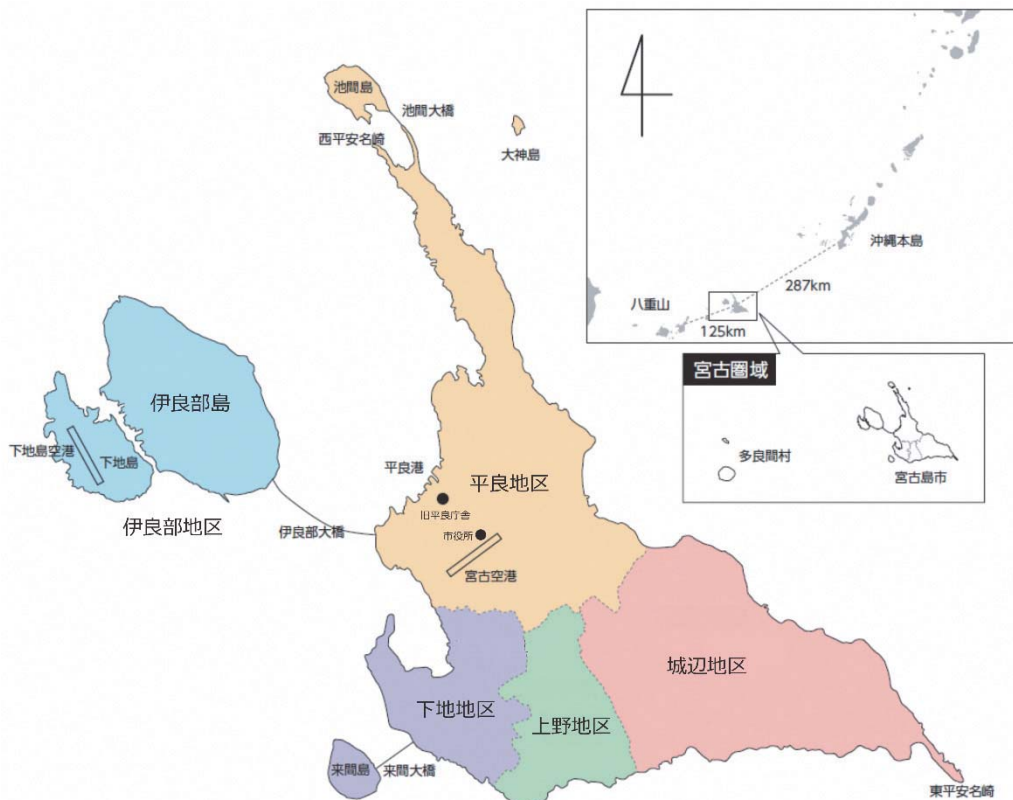 池間島
池間大橋
西平安名崎
大神島
沖縄本島
287km
八重山
125km
宮古圏域
多良間村
宮古島市
伊良部島
下地島空港
下地島
伊良部地区
伊良部大橋
平良港
平良地区
旧平良庁舎
市役所
宮古空港
城辺地区
下地地区
上野地区
来間島
来間大橋
東平安名崎